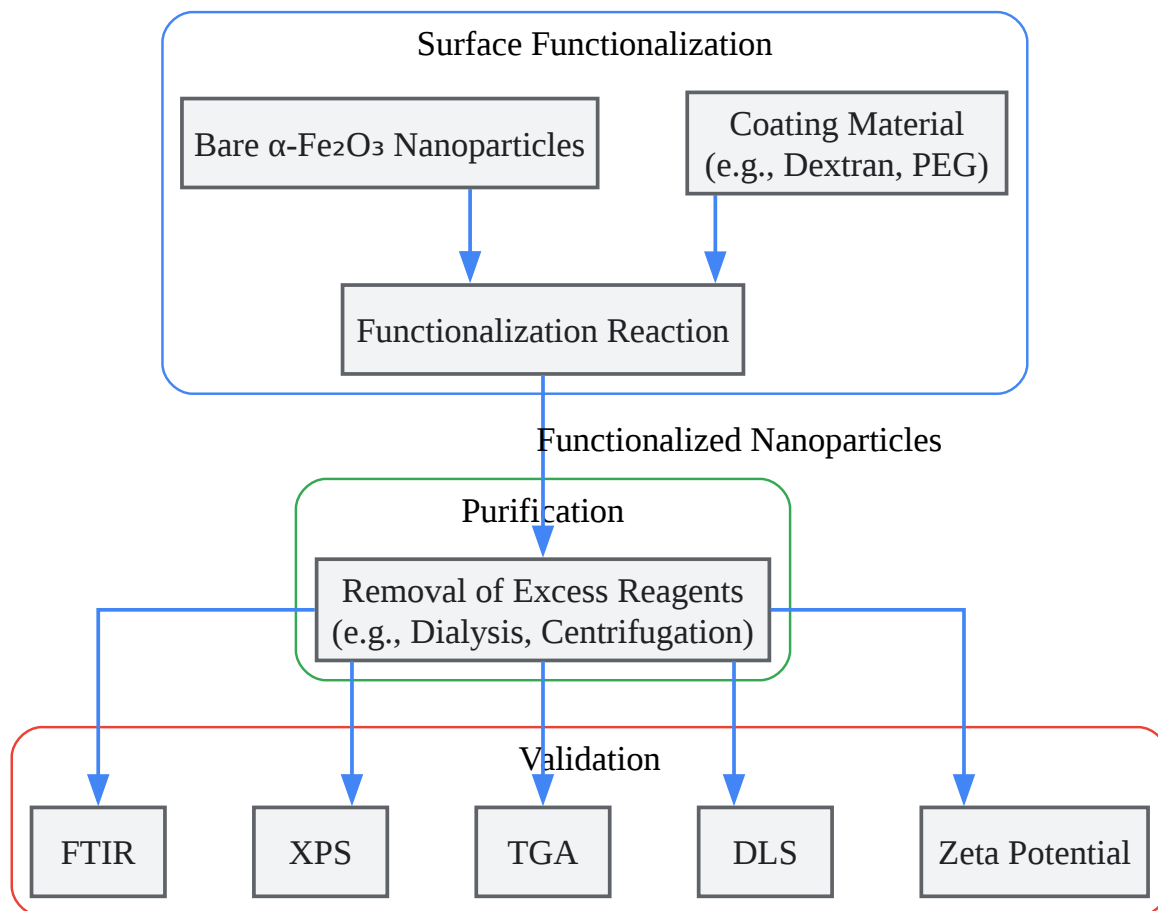 Surface Functionalization
Bare α-Fe₂O₃ Nanoparticles
Coating Material
(e.g., Dextran, PEG)
Functionalization Reaction
Functionalized Nanoparticles
Purification
Removal of Excess Reagents
(e.g., Dialysis, Centrifugation)
Validation
FTIR
XPS
TGA
DLS
Zeta Potential